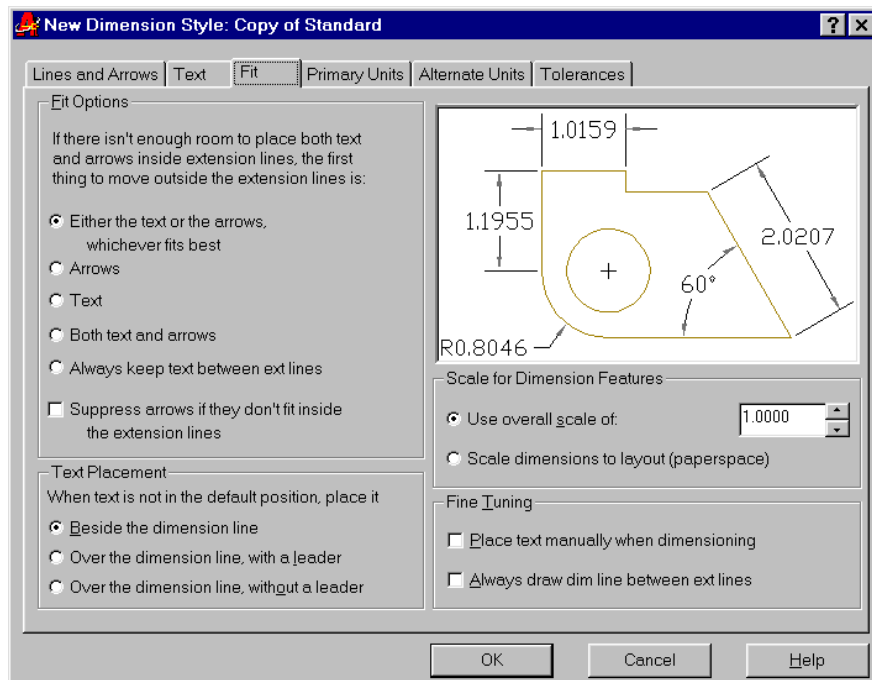 New Dimension Style: Copy of Standard
Lines and Arrows Text Fit Primary Units Alternate Units Tolerances
Fit Options
If there isn't enough room to place both text
and arrows inside extension lines, the first
thing to move outside the extension lines is:
Either the text or the arrows,
whichever fits best
Arrows
Text
Both text and arrows
Always keep text between ext lines
Suppress arrows if they don't fit inside
the extension lines
Text Placement
When text is not in the default position, place it
Beside the dimension line
Over the dimension line, with a leader
Over the dimension line, without a leader
1.0159
1.1955
2.0207
60°
R0.8046
Scale for Dimension Features
Use overall scale of: 1.0000
Scale dimensions to layout (paperspace)
Fine Tuning
Place text manually when dimensioning
Always draw dim line between ext lines
OK Cancel Help